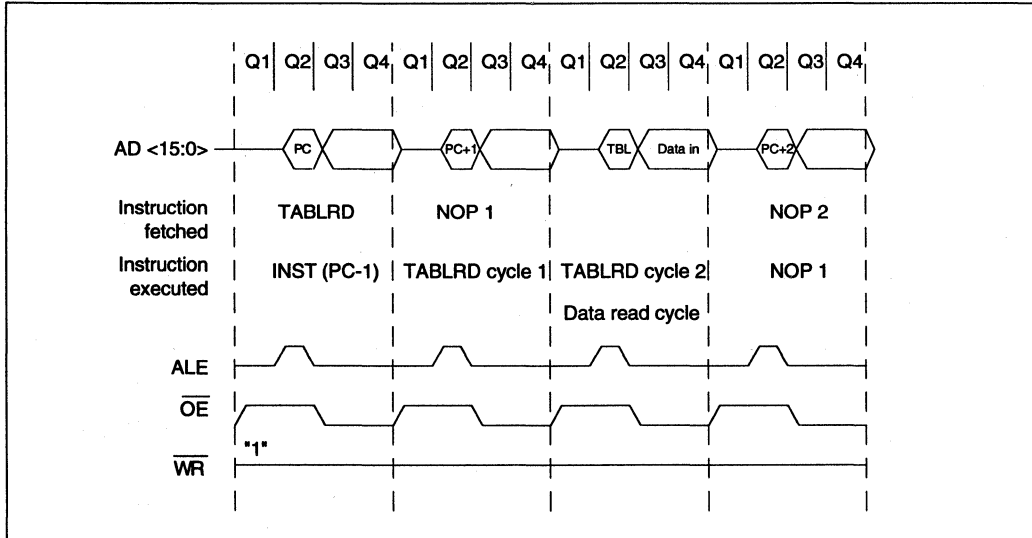 Q1 Q2 Q3 Q4 Q1 Q2 Q3 Q4 Q1 Q2 Q3 Q4 Q1 Q2 Q3 Q4
AD <15:0> PC PC+1 TBL Data in PC+2
Instruction fetched TABLRD NOP 1 NOP 2
Instruction executed INST (PC-1) TABLRD cycle 1 TABLRD cycle 2 NOP 1
Data read cycle
ALE
OE
"1"
WR